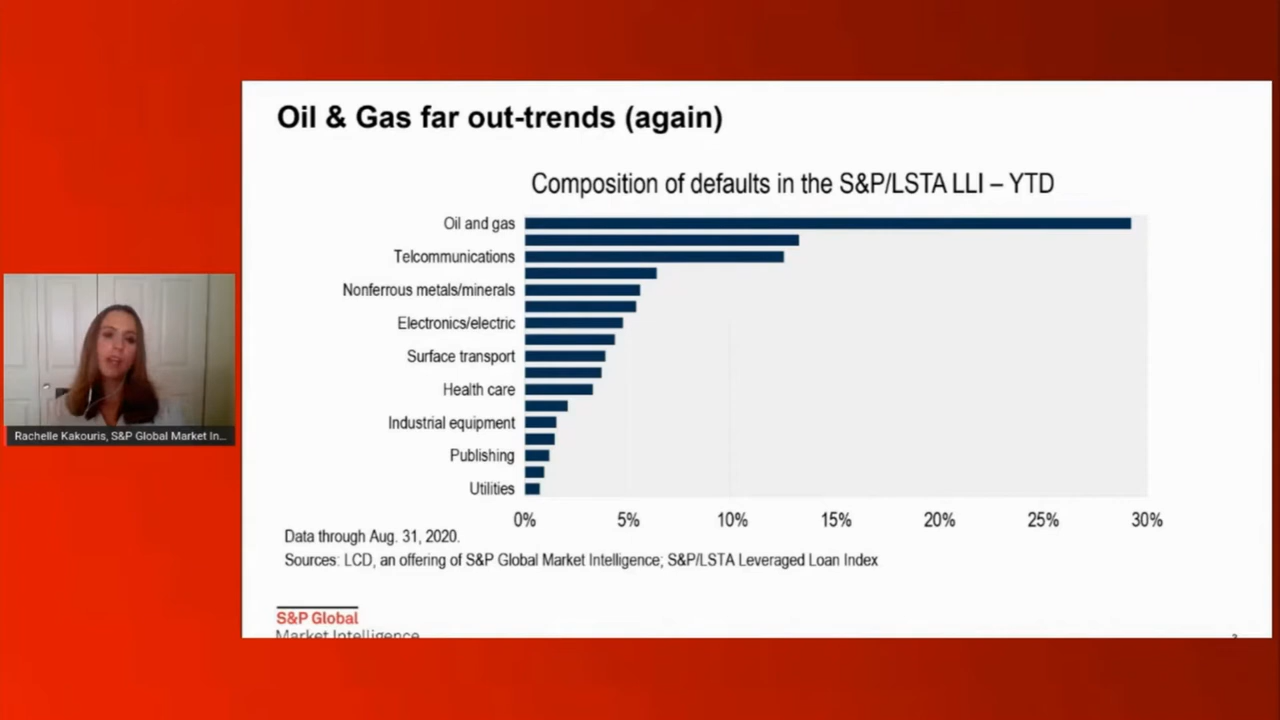 Oil & Gas far out-trends (again)
Composition of defaults in the S&P/LSTA LLI – YTD
Oil and gas
Telcommunications
Nonferrous metals/minerals
Electronics/electric
Surface transport
Health care
Industrial equipment
Publishing
Utilities
0% 5% 10% 15% 20% 25% 30%
Data through Aug. 31, 2020.
Sources: LCD, an offering of S&P Global Market Intelligence; S&P/LSTA Leveraged Loan Index
S&P Global
Market Intelligence
Rachelle Kakouris, S&P Global Market In...